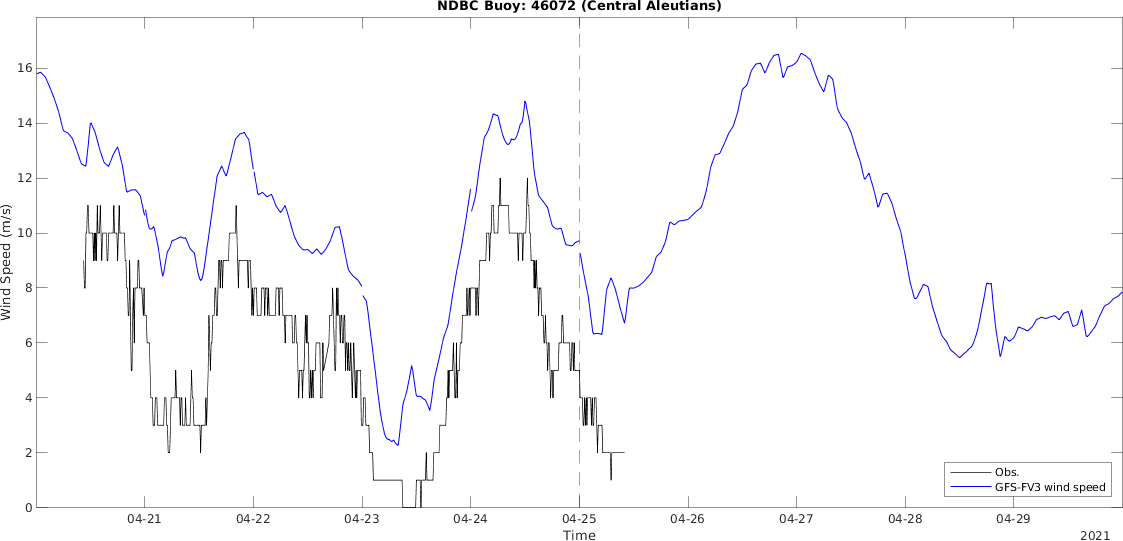 NDBC Buoy: 46072 (Central Aleutians)
Wind Speed (m/s)
16
14
12
10
8
6
4
2
0
04-21 04-22 04-23 04-24 04-25 04-26 04-27 04-28 04-29
Time
2021
Obs.
GFS-FV3 wind speed